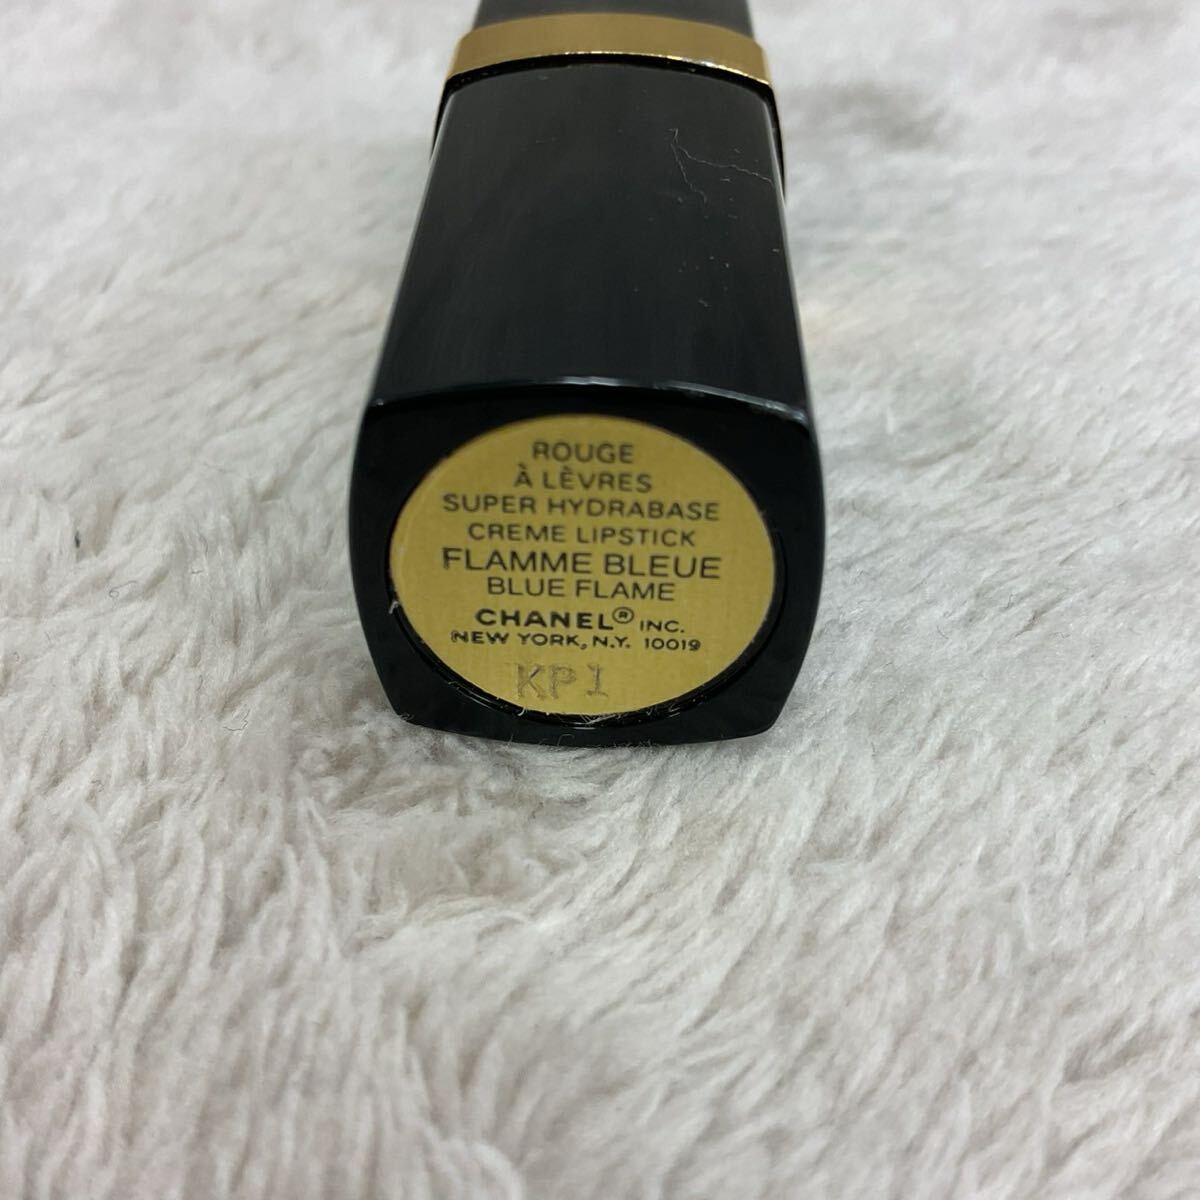 ROUGE
À LÈVRES
SUPER HYDRABASE
CREME LIPSTICK
FLAMME BLEUE
BLUE FLAME
CHANEL® INC.
NEW YORK, N.Y. 10019
KP1